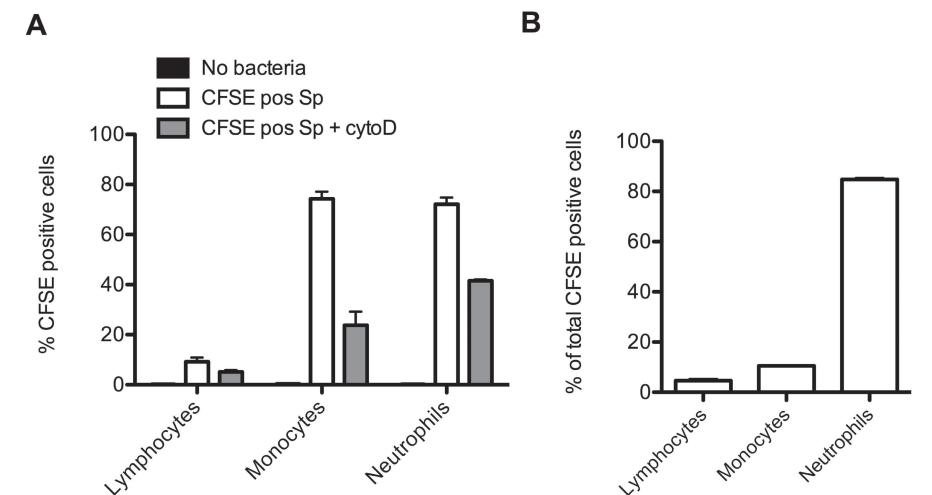 A
No bacteria
CFSE pos Sp
CFSE pos Sp + cytoD
% CFSE positive cells
100
80
60
40
20
0
Lymphocytes
Monocytes
Neutrophils
B
% of total CFSE positive cells
100
80
60
40
20
0
Lymphocytes
Monocytes
Neutrophils